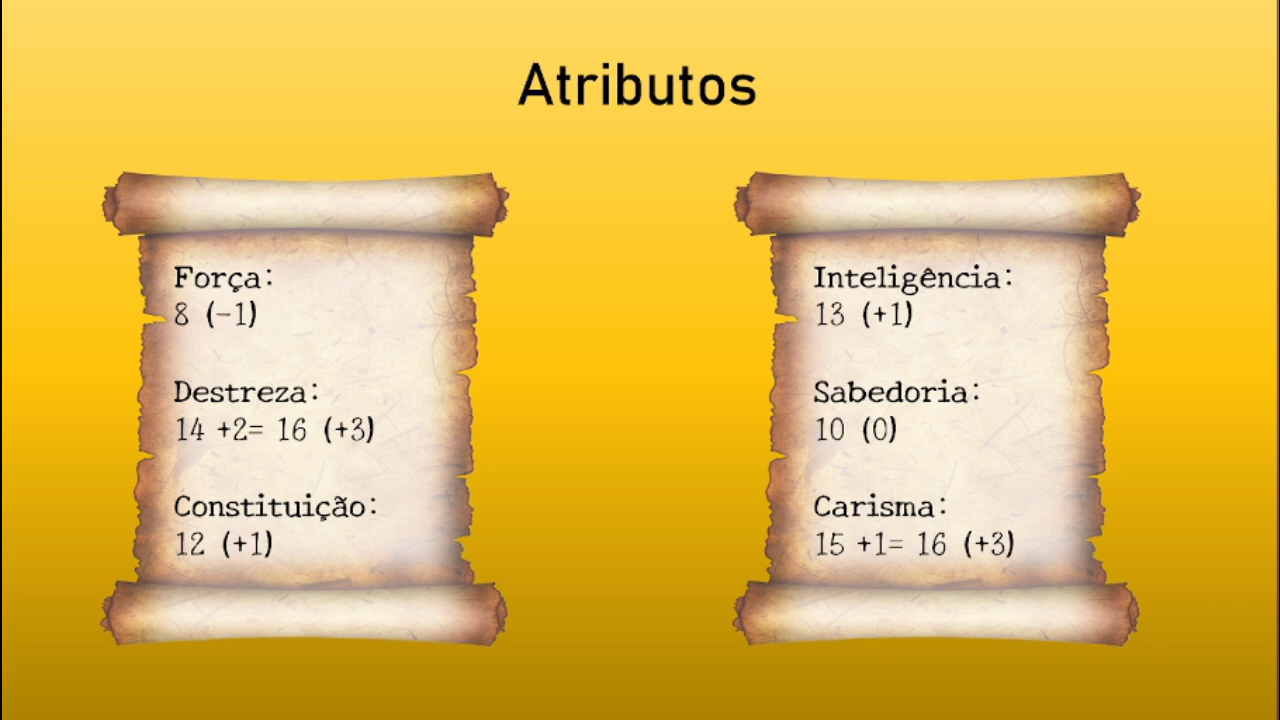 Atributos
Força:
8 (-1)
Destreza:
14 +2= 16 (+3)
Constituição:
12 (+1)
Inteligência:
13 (+1)
Sabedoria:
10 (0)
Carisma:
15 +1= 16 (+3)